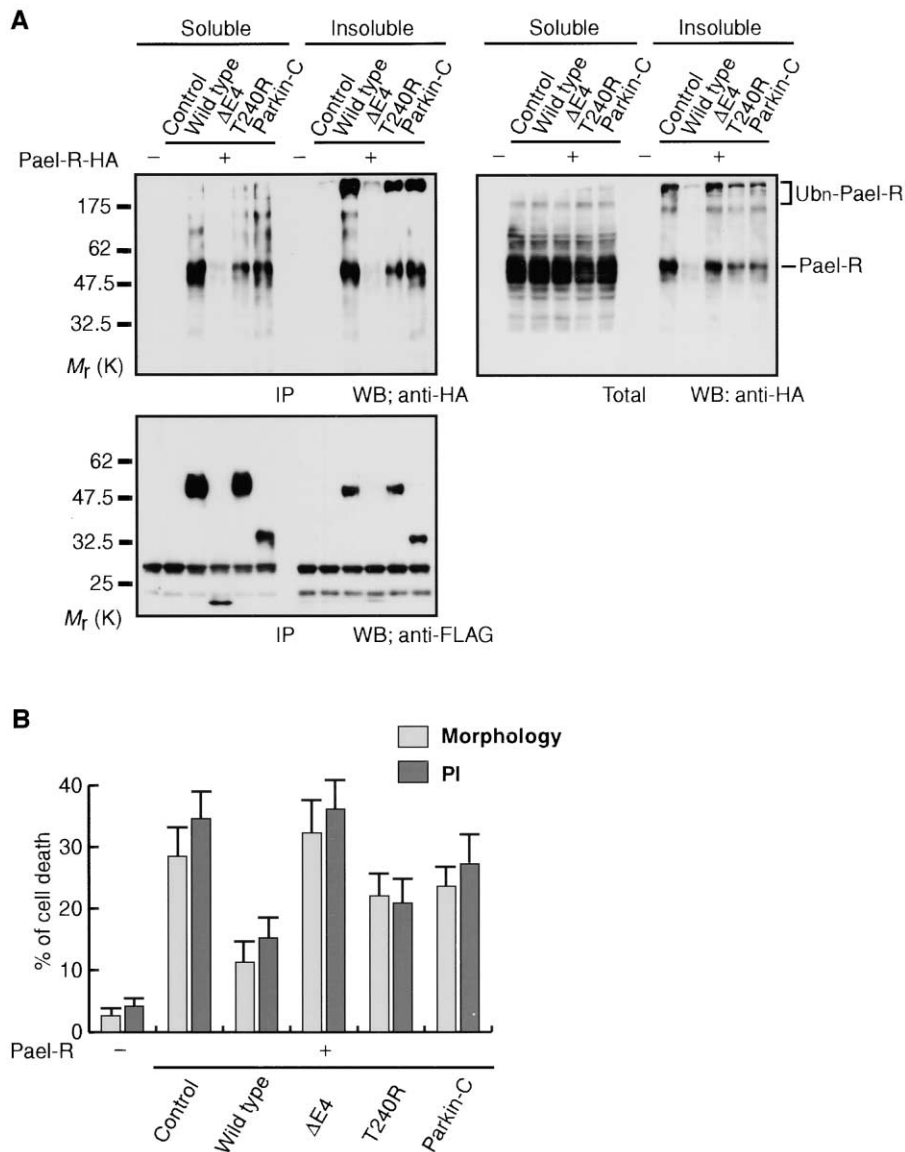 A
Soluble Insoluble Soluble Insoluble
Control Wild type ΔE4 T240R Parkin-C Control Wild type ΔE4 T240R Parkin-C Control Wild type ΔE4 T240R Parkin-C Control Wild type ΔE4 T240R Parkin-C
Pael-R-HA − + − + − + − +
175
62
47.5
32.5
Mr (K)
Ubn-Pael-R
Pael-R
IP WB; anti-HA
Total WB: anti-HA
62
47.5
32.5
25
Mr (K)
IP WB; anti-FLAG
B
Morphology
PI
% of cell death
40
30
20
10
0
Pael-R − +
Control Wild type ΔE4 T240R Parkin-C